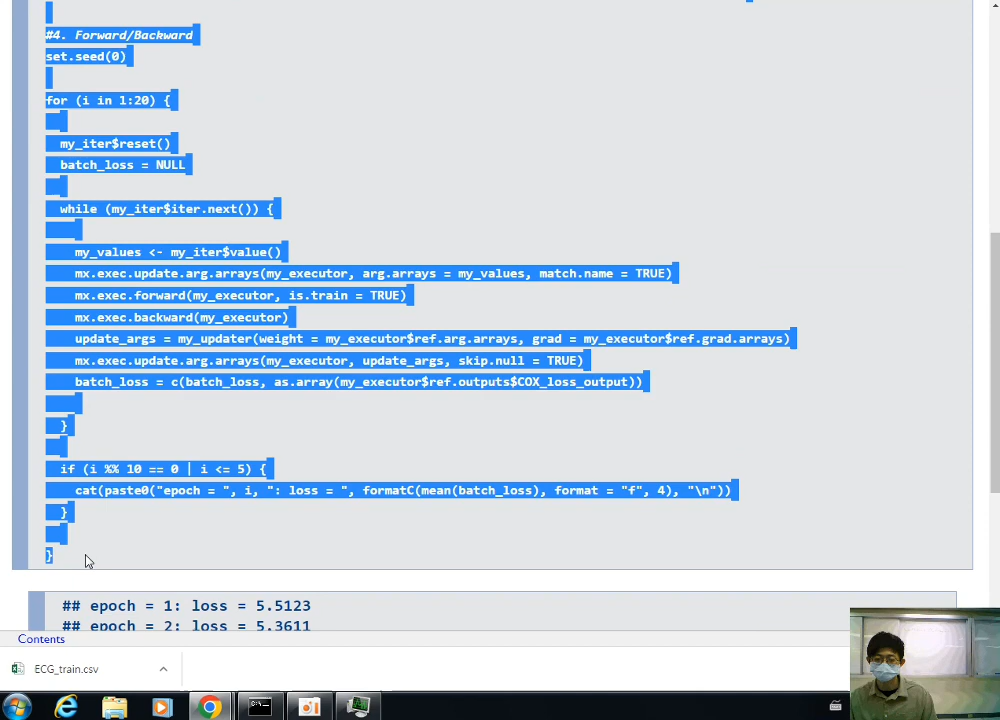 #4. Forward/Backward
set.seed(0)
for (i in 1:20) {
my_iter$reset()
batch_loss = NULL
while (my_iter$iter.next()) {
my_values <- my_iter$value()
mx.exec.update.arg.arrays(my_executor, arg.arrays = my_values, match.name = TRUE)
mx.exec.forward(my_executor, is.train = TRUE)
mx.exec.backward(my_executor)
update_args = my_updater(weight = my_executor$ref.arg.arrays, grad = my_executor$ref.grad.arrays)
mx.exec.update.arg.arrays(my_executor, update_args, skip.null = TRUE)
batch_loss = c(batch_loss, as.array(my_executor$ref.outputs$COX_loss_output))
}
if (i %% 10 == 0 | i <= 5) {
cat(paste0("epoch = ", i, ": loss = ", formatC(mean(batch_loss), format = "f", 4), "\n"))
}
}
## epoch = 1: loss = 5.5123
## epoch = 2: loss = 5.3611
Contents
ECG_train.csv